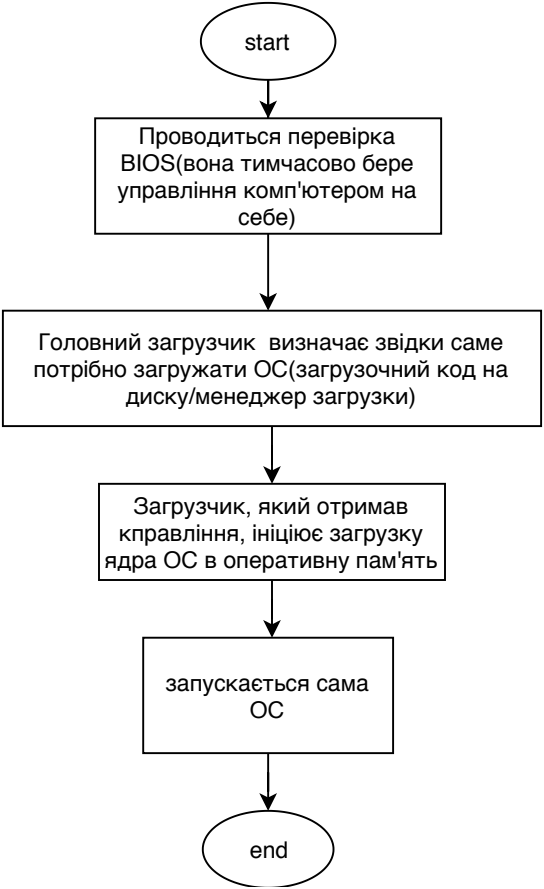 start
Проводиться перевірка
BIOS(вона тимчасово бере
управління комп'ютером на
себе)
Головний загрузчик визначає звідки саме
потрібно загружати ОС(загрузочний код на
диску/менеджер загрузки)
Загрузчик, який отримав
кправління, ініціює загрузку
ядра ОС в оперативну пам'ять
запускається сама
ОС
end